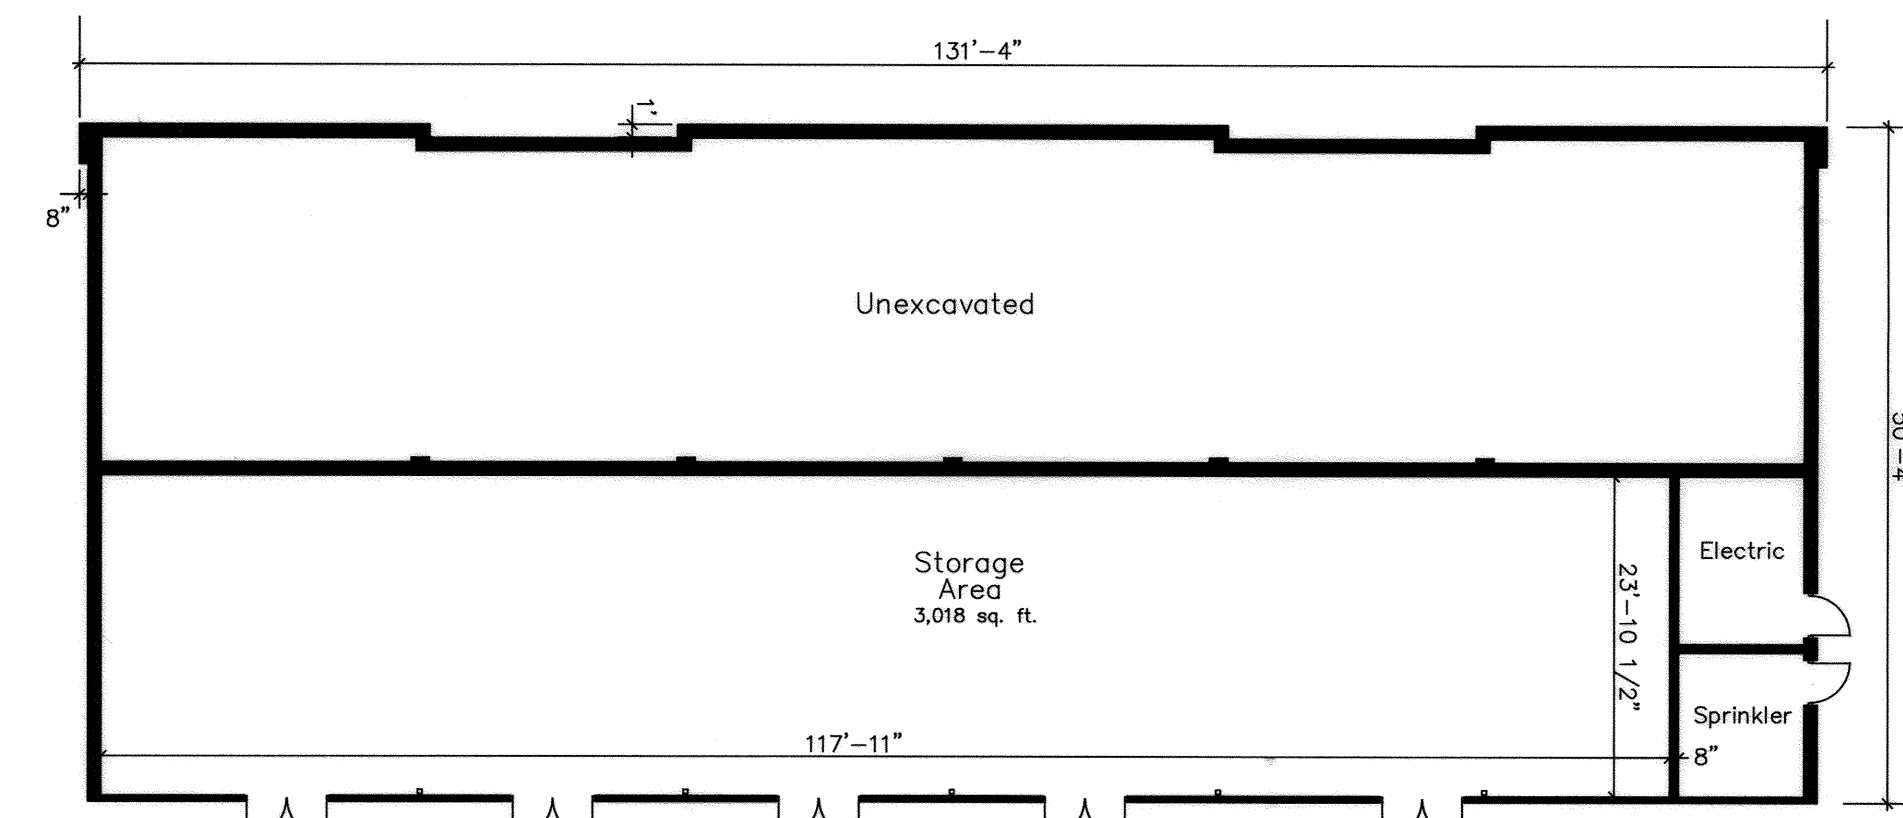 131'-4"
1'
8"
Unexcavated
Storage
Area
3,018 sq. ft.
Electric
23'-10 1/2"
Sprinkler
117'-11"
8"